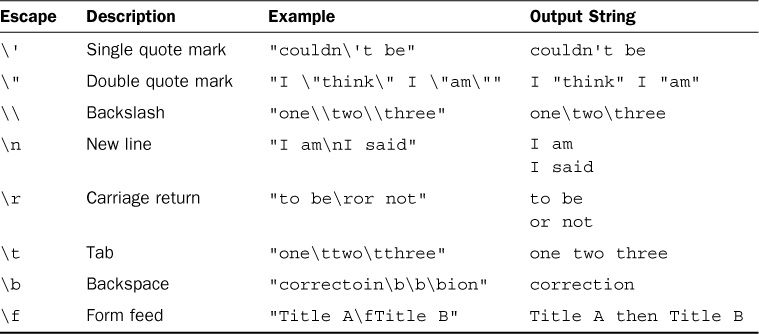 Escape Description Example Output String
\' Single quote mark "couldn\'t be" couldn't be
\" Double quote mark "I \"think\" I \"am\"" I "think" I "am"
\\ Backslash "one\\two\\three" one\two\three
\n New line "I am\nI said" I am
I said
\r Carriage return "to be\ror not" to be
or not
\t Tab "one\ttwo\tthree" one two three
\b Backspace "correctoin\b\b\bion" correction
\f Form feed "Title A\fTitle B" Title A then Title B